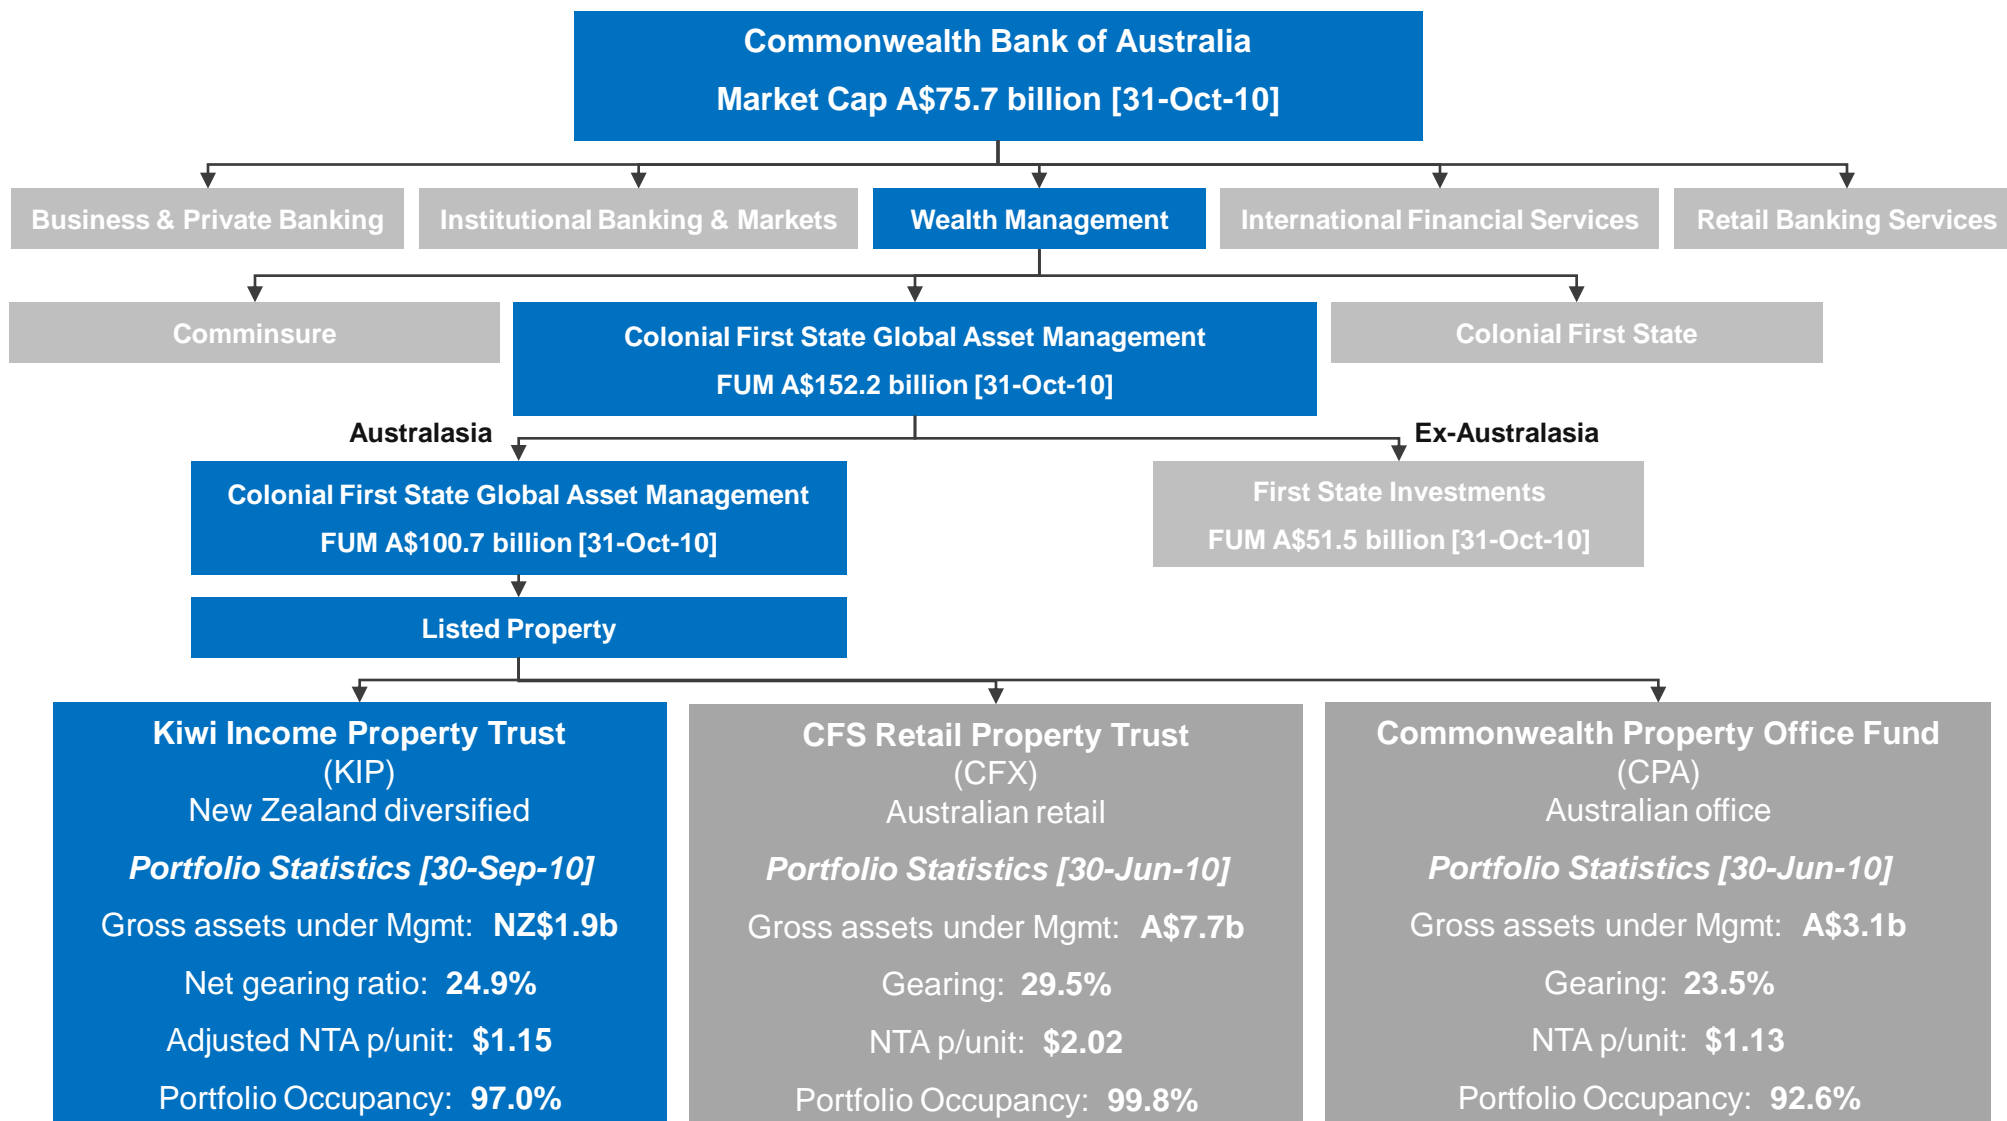 Commonwealth Bank of Australia
Market Cap A$75.7 billion [31-Oct-10]
Business & Private Banking
Institutional Banking & Markets
Wealth Management
International Financial Services
Retail Banking Services
Comminsure
Colonial First State Global Asset Management
FUM A$152.2 billion [31-Oct-10]
Colonial First State
Australasia
Ex-Australasia
Colonial First State Global Asset Management
FUM A$100.7 billion [31-Oct-10]
First State Investments
FUM A$51.5 billion [31-Oct-10]
Listed Property
Kiwi Income Property Trust
(KIP)
New Zealand diversified
Portfolio Statistics [30-Sep-10]
Gross assets under Mgmt: NZ$1.9b
Net gearing ratio: 24.9%
Adjusted NTA p/unit: $1.15
Portfolio Occupancy: 97.0%
CFS Retail Property Trust
(CFX)
Australian retail
Portfolio Statistics [30-Jun-10]
Gross assets under Mgmt: A$7.7b
Gearing: 29.5%
NTA p/unit: $2.02
Portfolio Occupancy: 99.8%
Commonwealth Property Office Fund
(CPA)
Australian office
Portfolio Statistics [30-Jun-10]
Gross assets under Mgmt: A$3.1b
Gearing: 23.5%
NTA p/unit: $1.13
Portfolio Occupancy: 92.6%